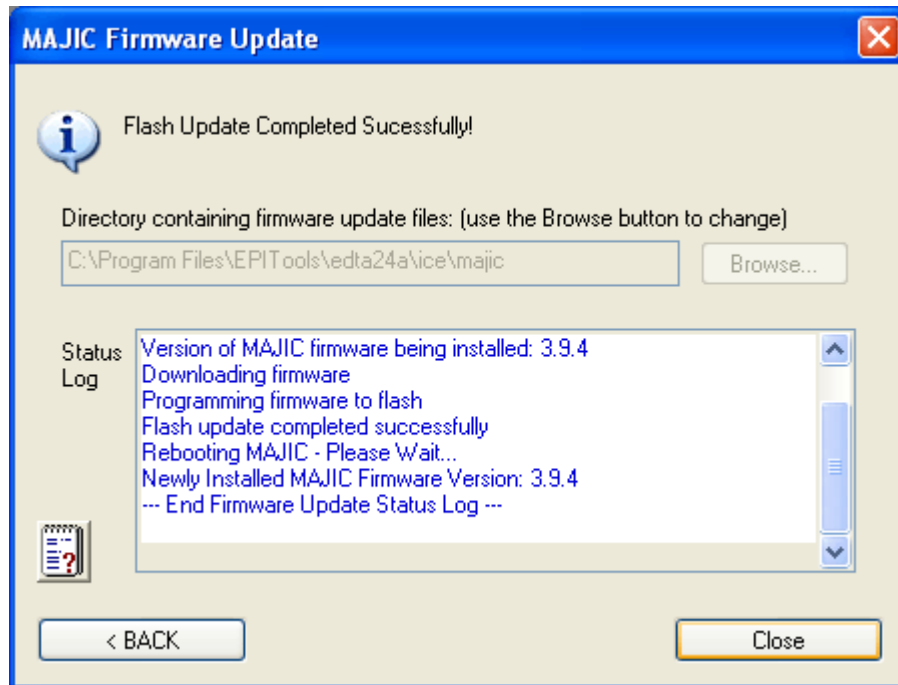 MAJIC Firmware Update
Flash Update Completed Sucessfully!
Directory containing firmware update files: (use the Browse button to change)
C:\Program Files\EPITools\edta24a\ice\majic
Browse...
Status
Log
Version of MAJIC firmware being installed: 3.9.4
Downloading firmware
Programming firmware to flash
Flash update completed successfully
Rebooting MAJIC - Please Wait...
Newly Installed MAJIC Firmware Version: 3.9.4
--- End Firmware Update Status Log ---
< BACK
Close